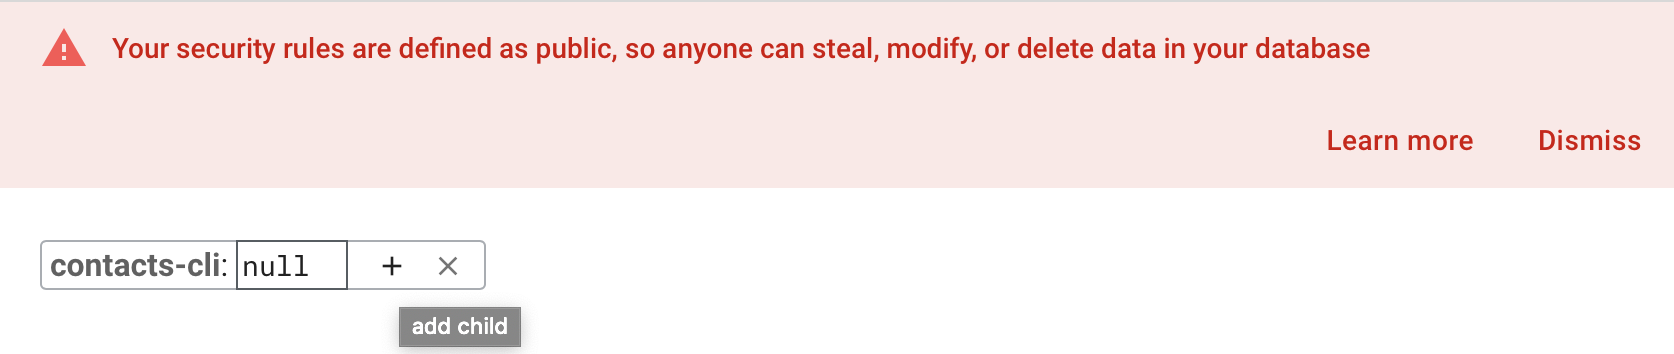 Your security rules are defined as public, so anyone can steal, modify, or delete data in your database
Learn more Dismiss
contacts-cli: null + ×
add child